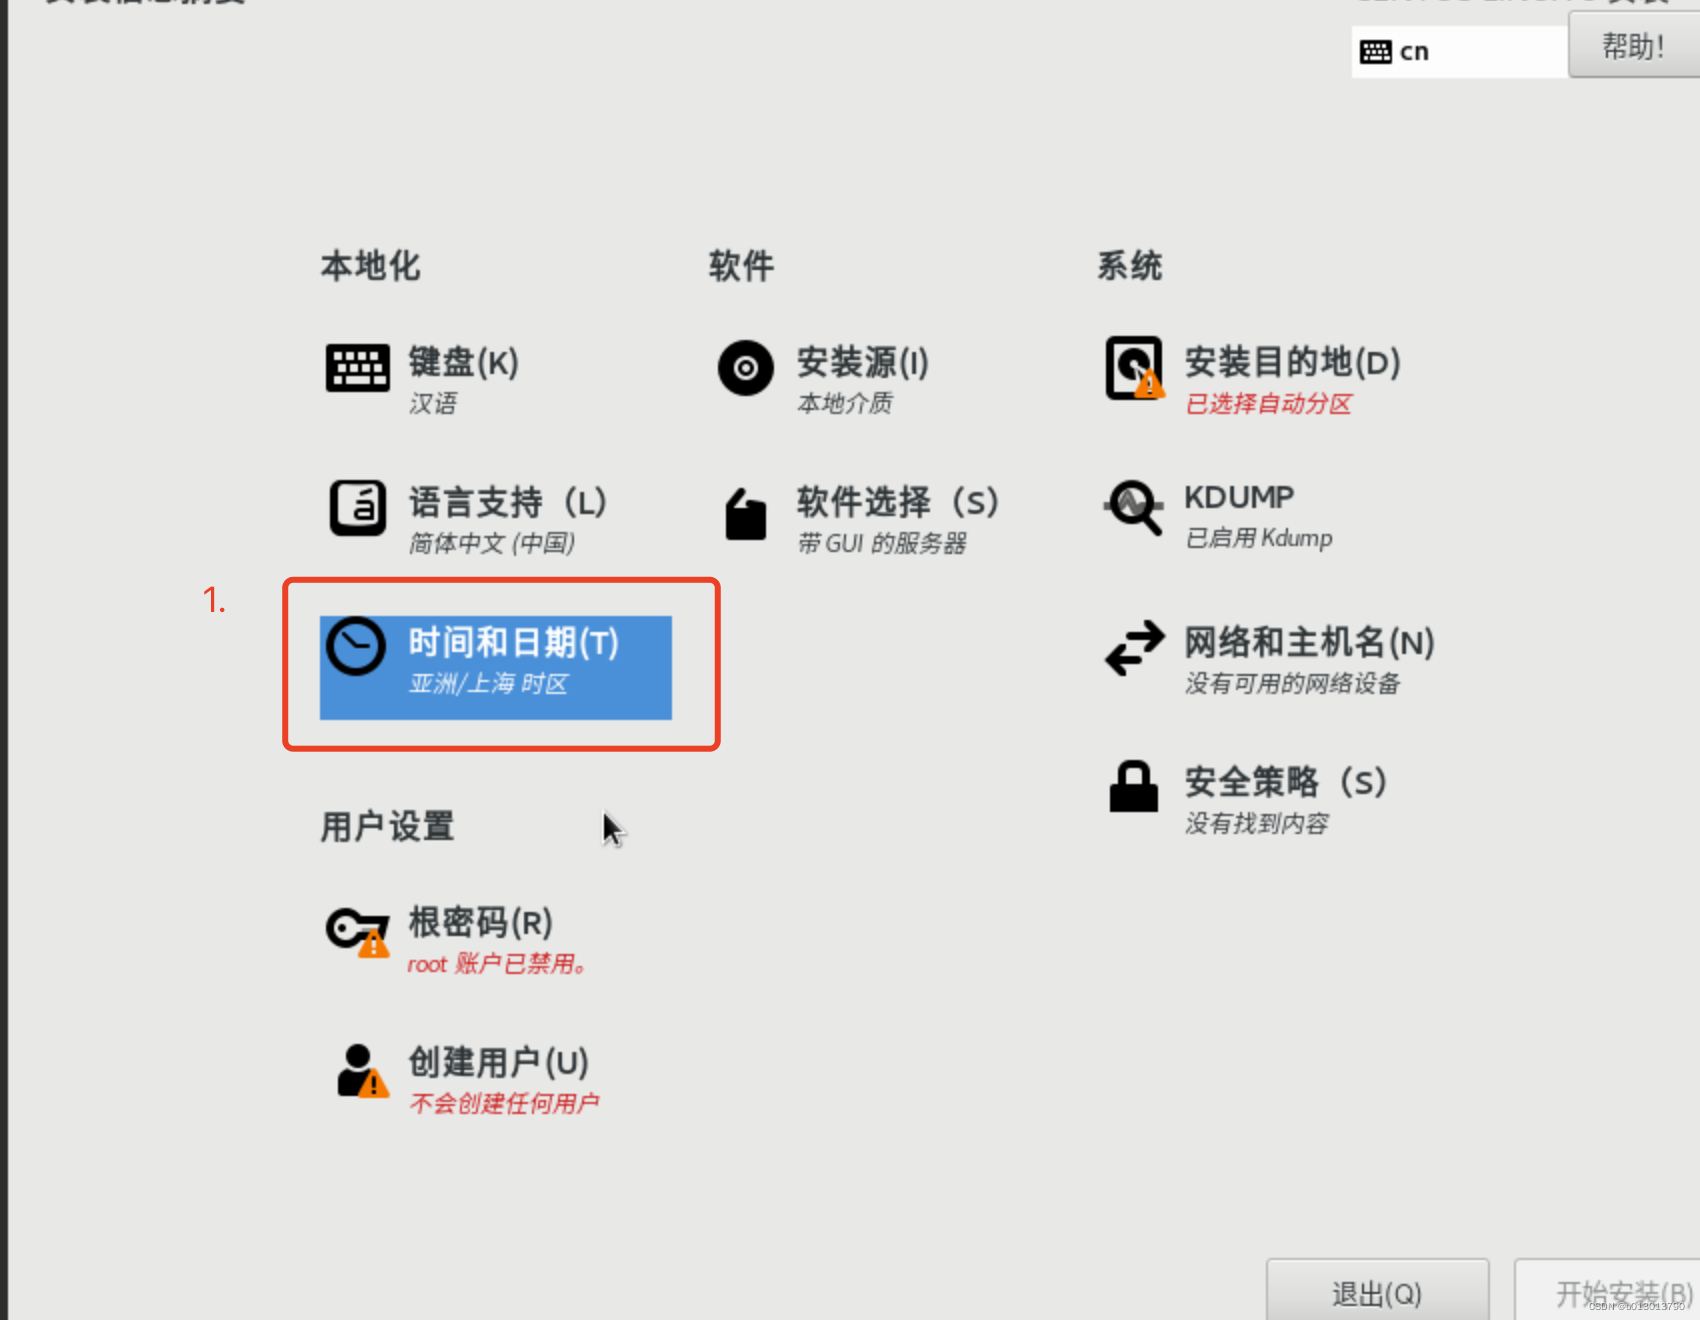 cn
帮助!
本地化
软件
系统
键盘(K)
汉语
安装源(I)
本地介质
安装目的地(D)
已选择自动分区
语言支持（L)
简体中文 (中国)
软件选择（S）
带 GUI 的服务器
KDUMP
已启用 Kdump
1.
时间和日期(T)
亚洲/上海 时区
网络和主机名(N)
没有可用的网络设备
安全策略（S）
没有找到内容
用户设置
根密码(R)
root 账户已禁用。
创建用户(U)
不会创建任何用户
退出(Q)
开始安装(B)
CSDN @u013013790